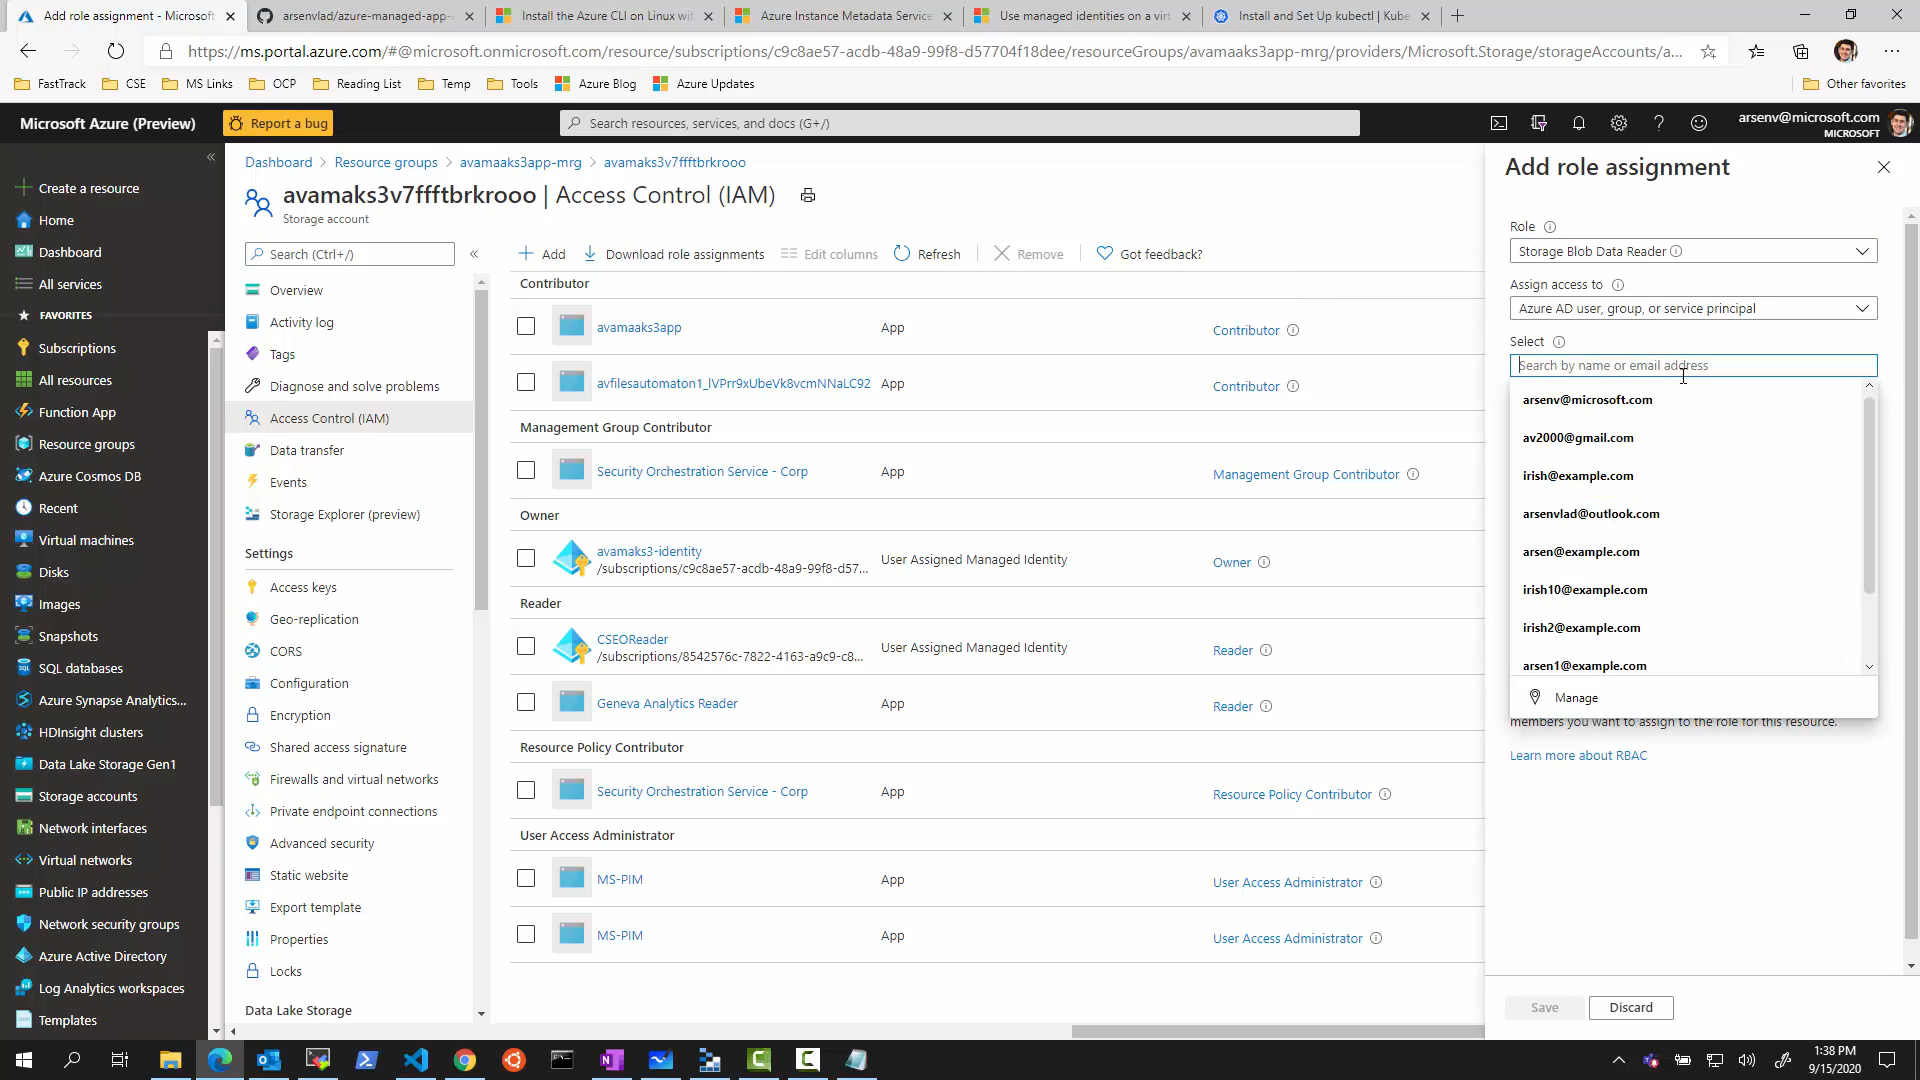 Add role assignment - Microsoft
arsenvlad/azure-managed-app-a
Install the Azure CLI on Linux wit
Azure Instance Metadata Service
Use managed identities on a virt
Install and Set Up kubectl | Kube
https://ms.portal.azure.com/#@microsoft.onmicrosoft.com/resource/subscriptions/c9c8ae57-acdb-48a9-99f8-d57704f18dee/resourceGroups/avamaaks3app-mrg/providers/Microsoft.Storage/storageAccounts/a...
FastTrack
CSE
MS Links
OCP
Reading List
Temp
Tools
Azure Blog
Azure Updates
Other favorites
Microsoft Azure (Preview)
Report a bug
Search resources, services, and docs (G+/)
arsenv@microsoft.com
MICROSOFT
Create a resource
Home
Dashboard
All services
FAVORITES
Subscriptions
All resources
Function App
Resource groups
Azure Cosmos DB
Recent
Virtual machines
Disks
Images
Snapshots
SQL databases
Azure Synapse Analytics...
HDInsight clusters
Data Lake Storage Gen1
Storage accounts
Network interfaces
Virtual networks
Public IP addresses
Network security groups
Azure Active Directory
Log Analytics workspaces
Templates
Dashboard > Resource groups > avamaaks3app-mrg > avamaks3v7ffftbrkrooo
avamaks3v7ffftbrkrooo | Access Control (IAM)
Storage account
Search (Ctrl+/)
Overview
Activity log
Tags
Diagnose and solve problems
Access Control (IAM)
Data transfer
Events
Storage Explorer (preview)
Settings
Access keys
Geo-replication
CORS
Configuration
Encryption
Shared access signature
Firewalls and virtual networks
Private endpoint connections
Advanced security
Static website
Export template
Properties
Locks
Data Lake Storage
Add
Download role assignments
Edit columns
Refresh
Remove
Got feedback?
Contributor
avamaaks3app App Contributor
avfilesautomaton1_lVPrr9xUbeVk8vcmNNaLC92 App Contributor
Management Group Contributor
Security Orchestration Service - Corp App Management Group Contributor
Owner
avamaks3-identity
/subscriptions/c9c8ae57-acdb-48a9-99f8-d57... User Assigned Managed Identity Owner
Reader
CSEOReader
/subscriptions/8542576c-7822-4163-a9c9-c8... User Assigned Managed Identity Reader
Geneva Analytics Reader App Reader
Resource Policy Contributor
Security Orchestration Service - Corp App Resource Policy Contributor
User Access Administrator
MS-PIM App User Access Administrator
MS-PIM App User Access Administrator
Add role assignment
Role
Storage Blob Data Reader
Assign access to
Azure AD user, group, or service principal
Select
Search by name or email address
arsenv@microsoft.com
av2000@gmail.com
irish@example.com
arsenvlad@outlook.com
arsen@example.com
irish10@example.com
irish2@example.com
arsen1@example.com
Manage
members you want to assign to the role for this resource.
Learn more about RBAC
Save
Discard
1:38 PM
9/15/2020